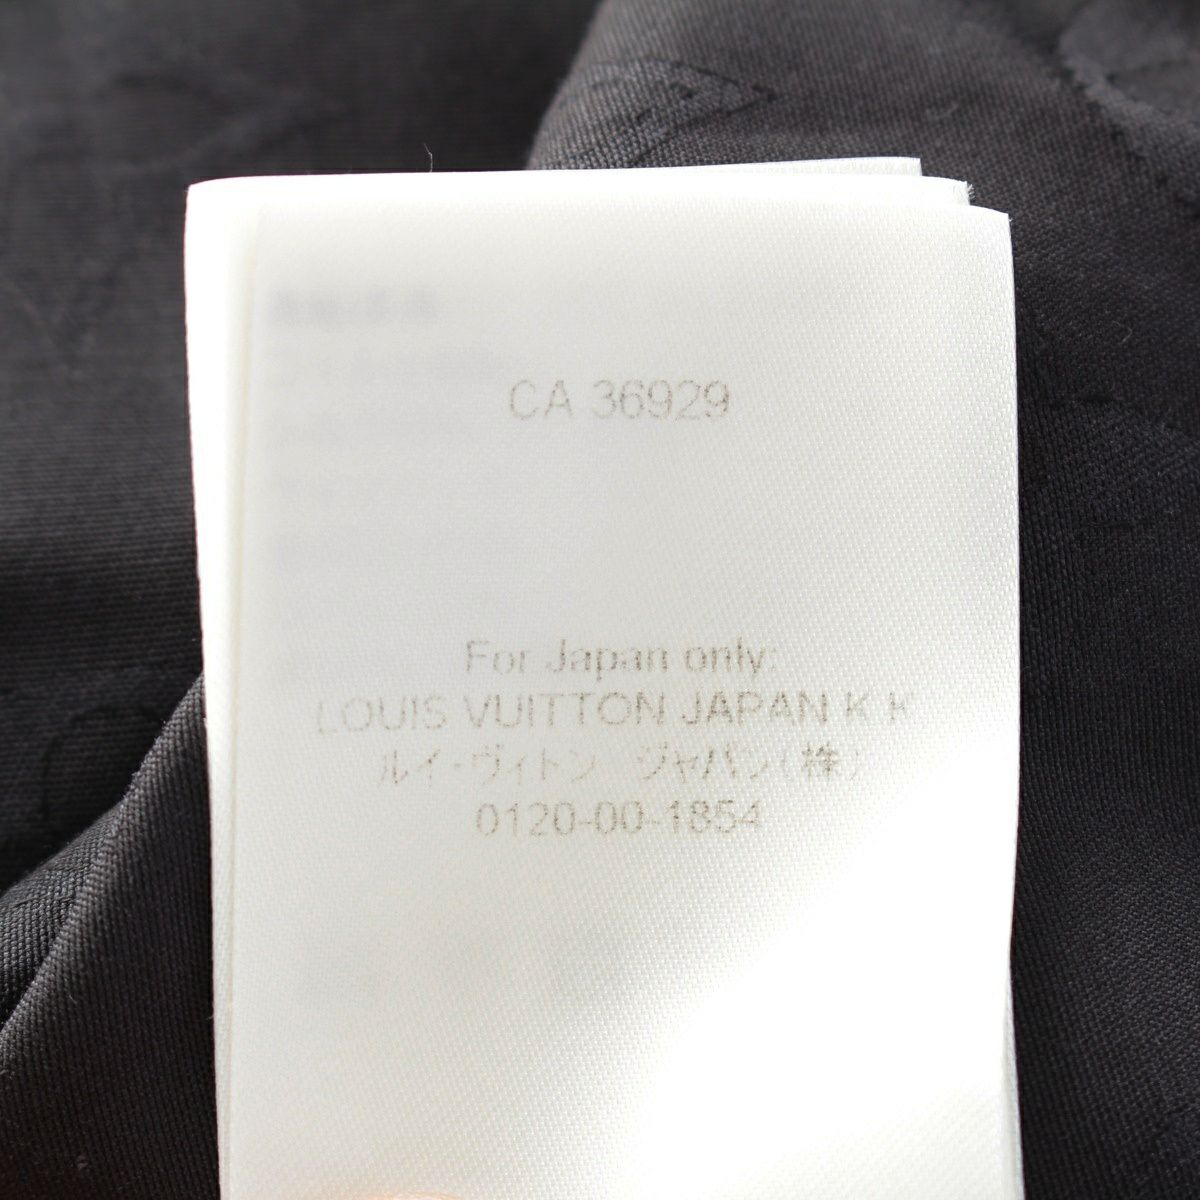 CA 36929
For Japan only:
LOUIS VUITTON JAPAN K K
ルイ・ヴィトン ジャパン(株)
0120-00-1854